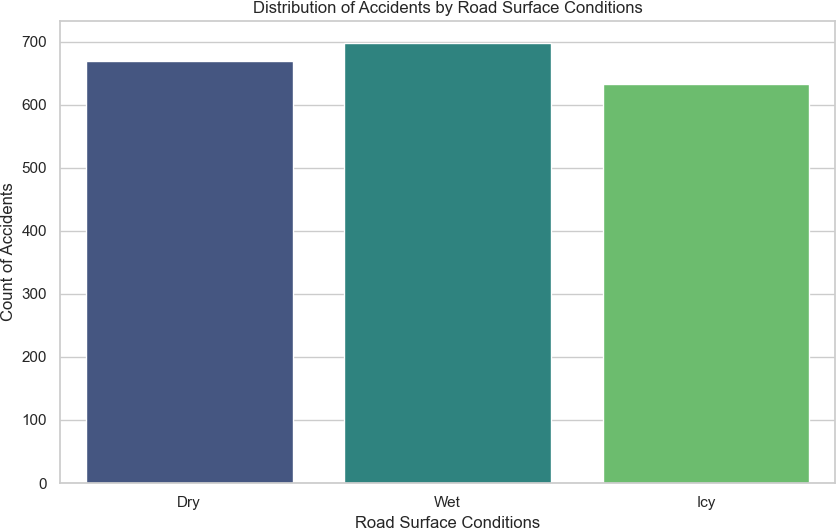 Distribution of Accidents by Road Surface Conditions
Count of Accidents
700
600
500
400
300
200
100
0
Dry Wet Icy
Road Surface Conditions